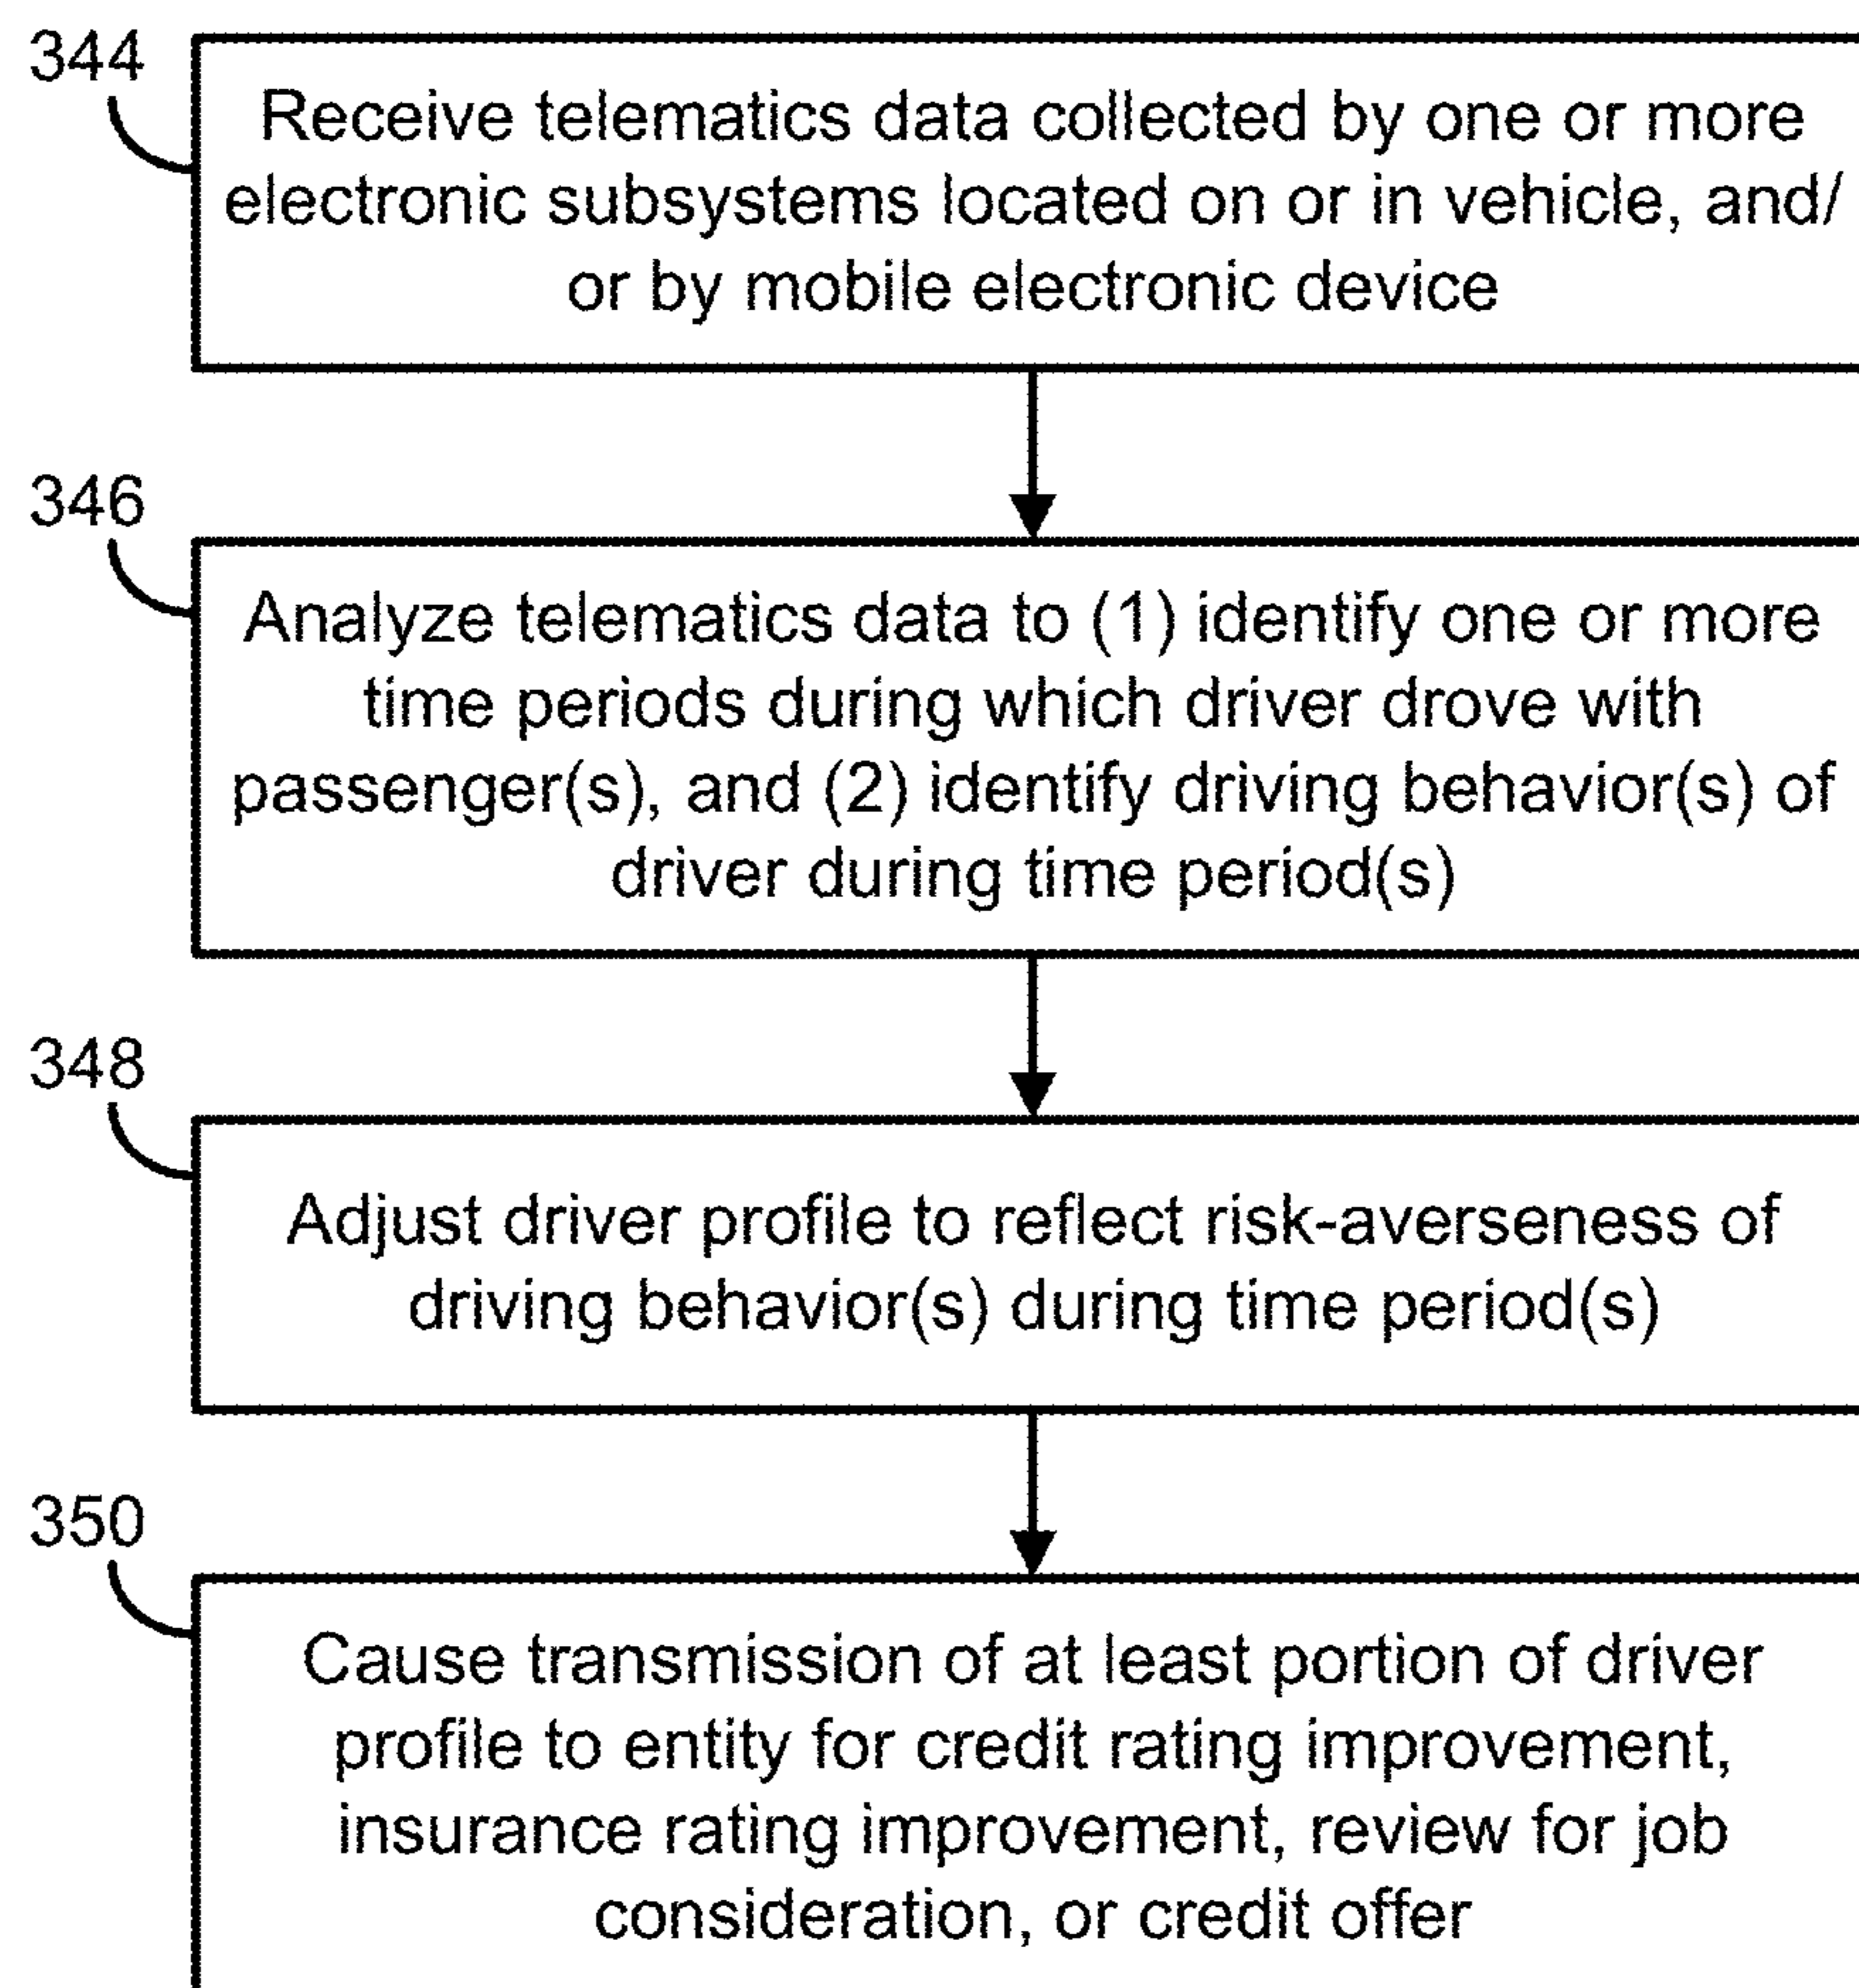 344
Receive telematics data collected by one or more
electronic subsystems located on or in vehicle, and/
or by mobile electronic device
346
Analyze telematics data to (1) identify one or more
time periods during which driver drove with
passenger(s), and (2) identify driving behavior(s) of
driver during time period(s)
348
Adjust driver profile to reflect risk-averseness of
driving behavior(s) during time period(s)
350
Cause transmission of at least portion of driver
profile to entity for credit rating improvement,
insurance rating improvement, review for job
consideration, or credit offer